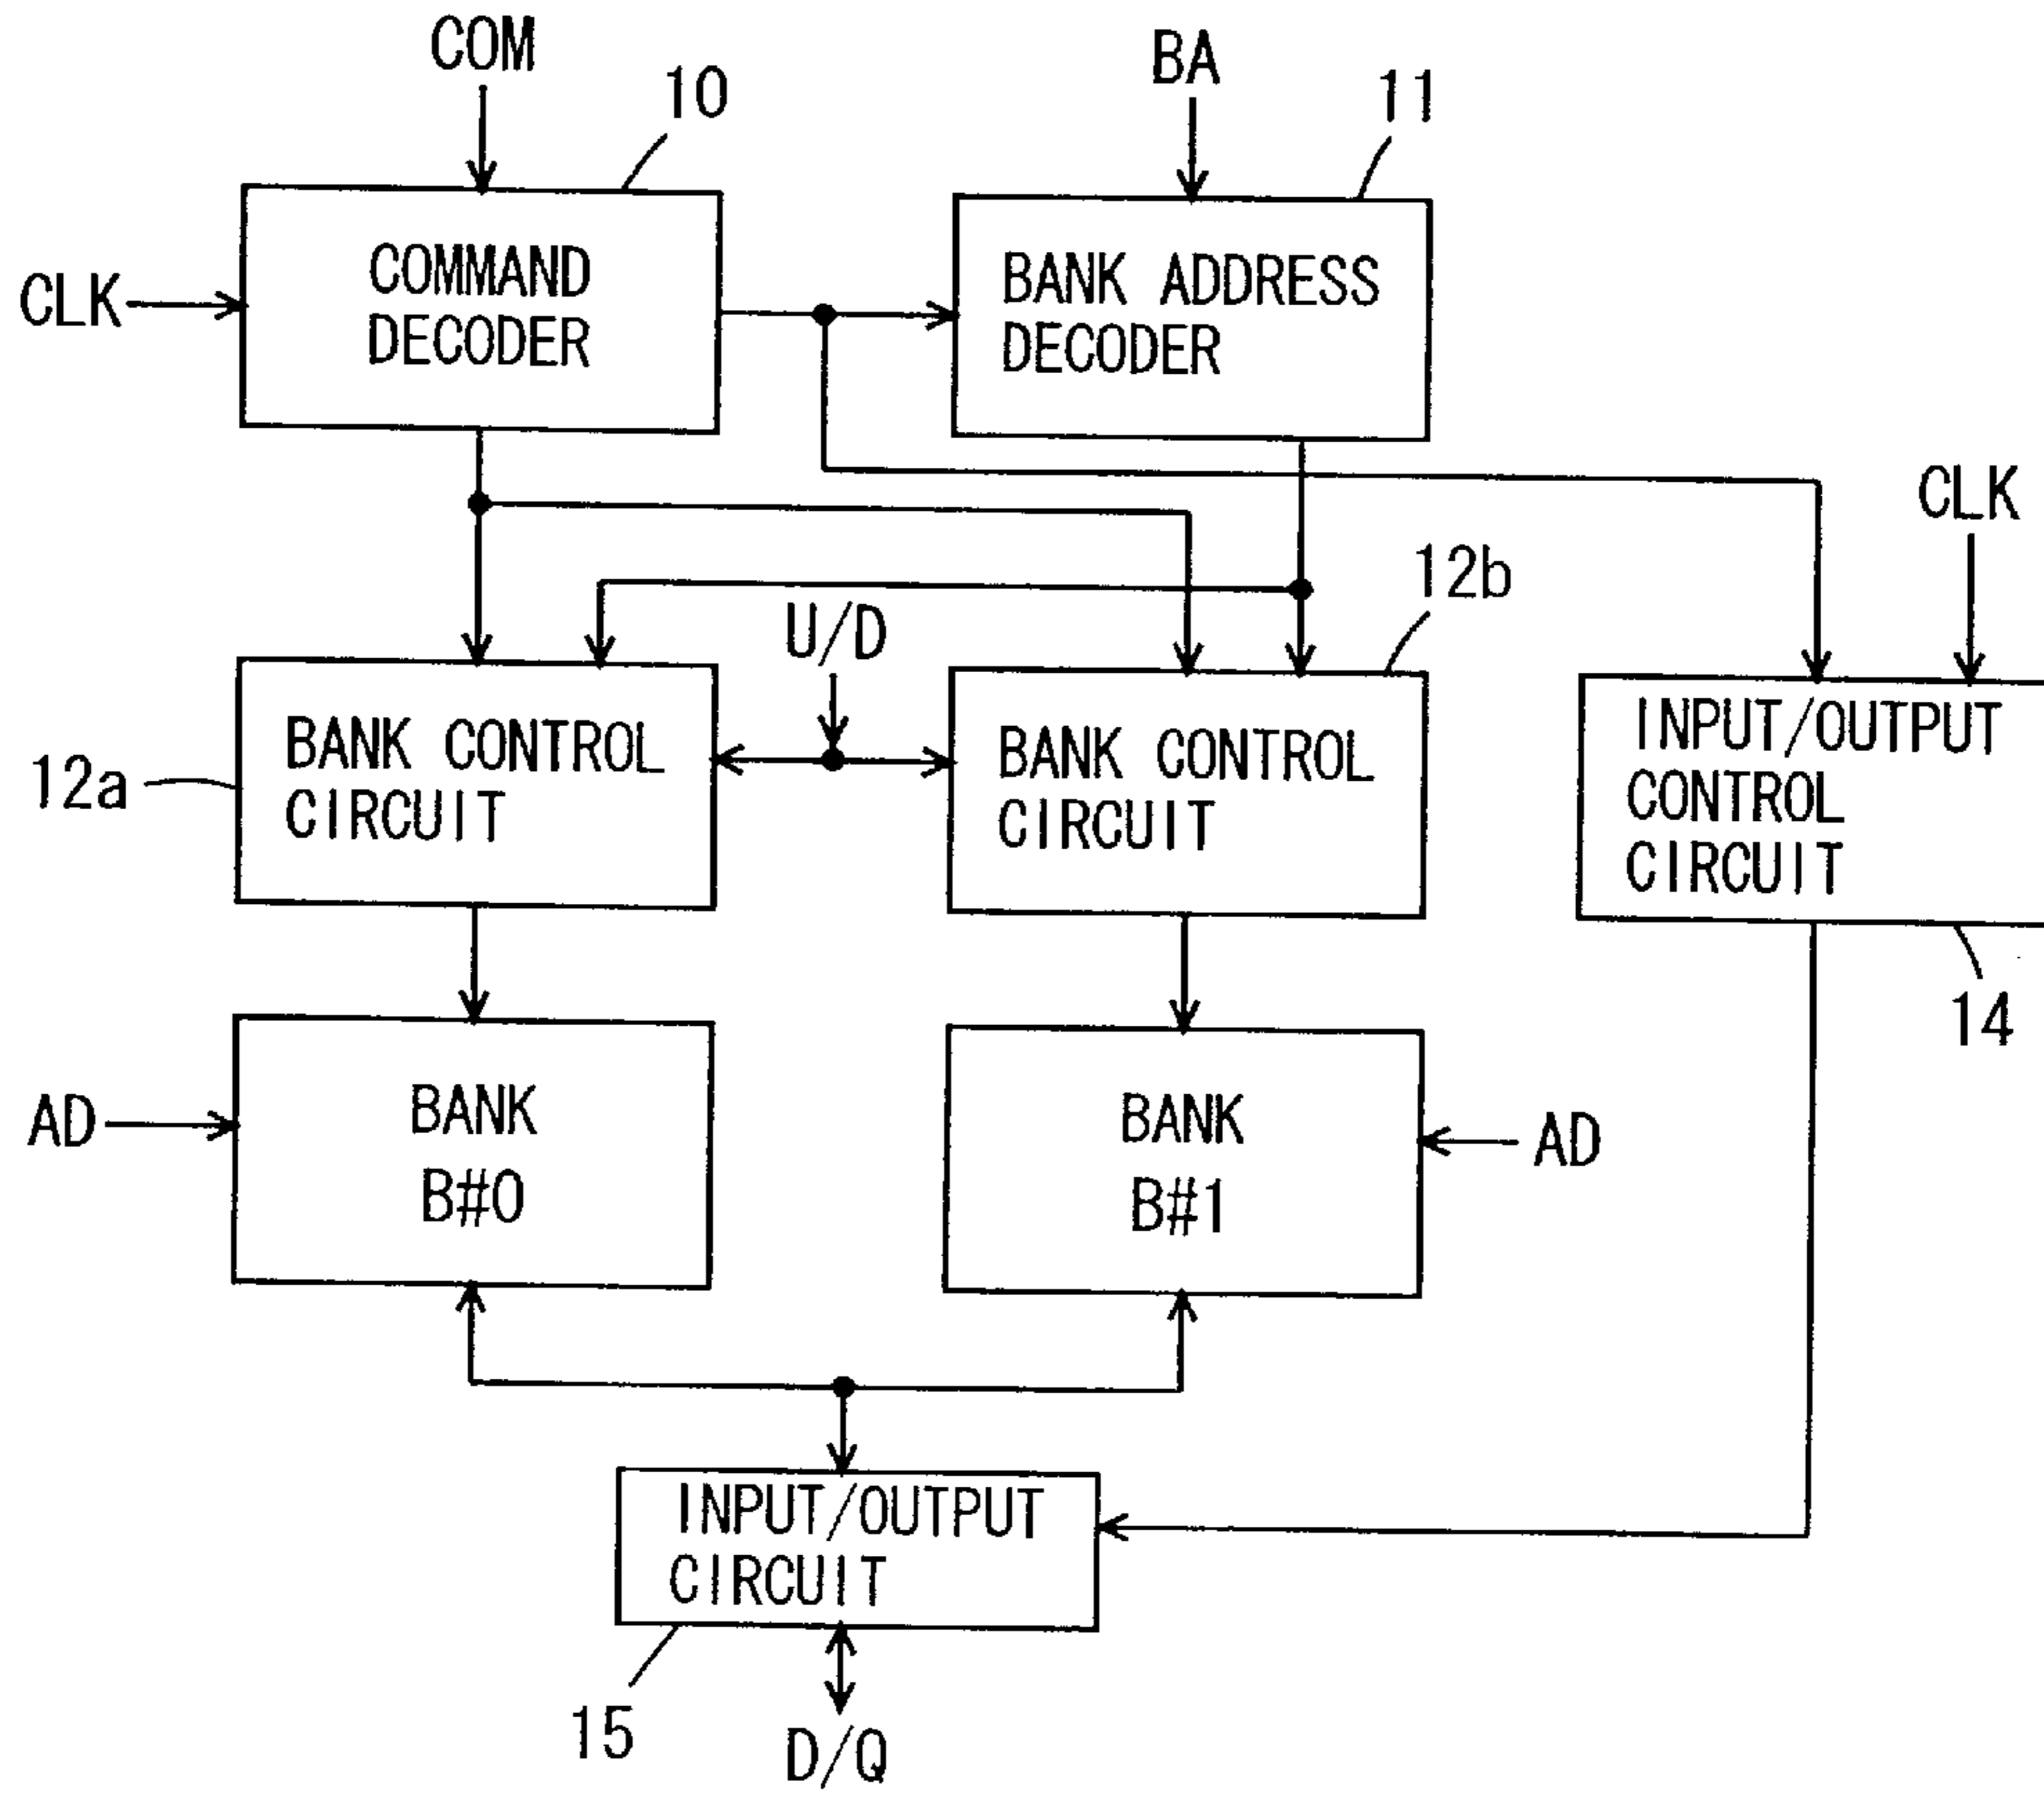 COM
10
BA
11
CLK
COMMAND
DECODER
BANK ADDRESS
DECODER
CLK
12b
U/D
12a
BANK CONTROL
CIRCUIT
BANK CONTROL
CIRCUIT
INPUT/OUTPUT
CONTROL
CIRCUIT
14
AD
BANK
B#0
BANK
B#1
AD
INPUT/OUTPUT
CIRCUIT
15
D/Q